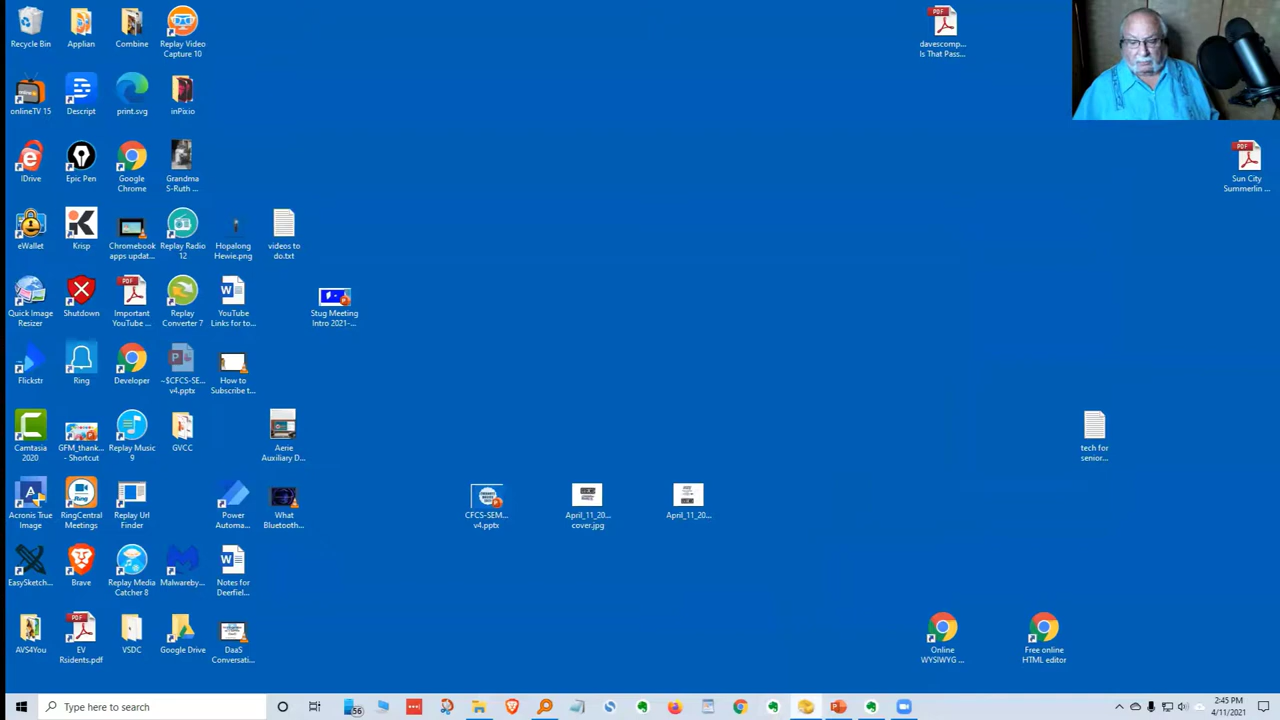 Recycle Bin
Applian
Combine
Replay Video
Capture 10
davescomp...
Is That Pass...
onlineTV 15
Descript
print.svg
inPixio
IDrive
Epic Pen
Google
Chrome
Grandma
S-Ruth ...
Sun City
Summerlin ...
eWallet
Krisp
Chromebook
apps updat...
Replay Radio
12
Hopalong
Hewie.png
videos to
do.txt
Quick Image
Resizer
Shutdown
Important
YouTube ...
Replay
Converter 7
YouTube
Links for to...
Stug Meeting
Intro 2021-...
Flickstr
Ring
Developer
~$CFCS-SE...
v4.pptx
How to
Subscribe t...
Camtasia
2020
GFM_thank...
- Shortcut
Replay Music
9
GVCC
Aerie
Auxiliary D...
tech for
senior...
Acronis True
Image
RingCentral
Meetings
Replay Url
Finder
Power
Automa...
What
Bluetooth...
CFCS-SEM...
v4.pptx
April_11_20...
cover.jpg
April_11_20...
EasySketch...
Brave
Replay Media
Catcher 8
Malwareby...
Notes for
Deerfiel...
AVS4You
EV
Rsidents.pdf
VSDC
Google Drive
DaaS
Conversati...
Online
WYSIWYG ...
Free online
HTML editor
Type here to search
56
2:45 PM
4/11/2021